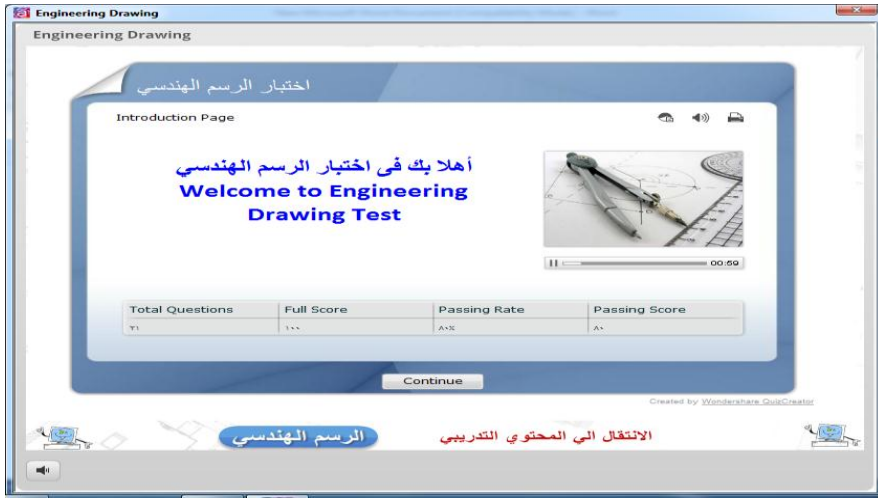 Engineering Drawing
Engineering Drawing
اختبار الرسم الهندسي
Introduction Page
أهلا بك فى اختبار الرسم الهندسي
Welcome to Engineering
Drawing Test
00:59
Total Questions Full Score Passing Rate Passing Score
٢١ ١٠٠ ٨٠% ٨٠
Continue
Created by Wondershare QuizCreator
الانتقال الي المحتوي التدريبي
الرسم الهندسي